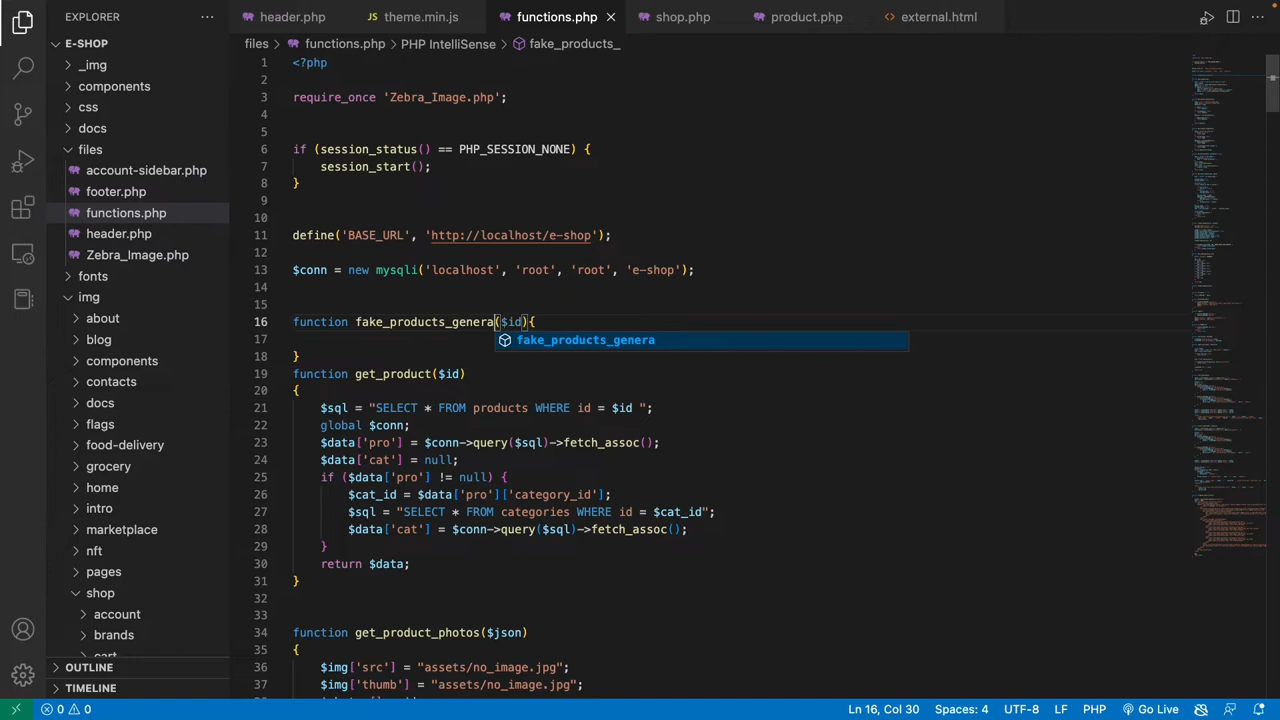 EXPLORER
header.php
theme.min.js
functions.php
shop.php
product.php
external.html
files > functions.php > PHP IntelliSense > fake_products_
E-SHOP
_img
components
css
docs
files
account-sidebar.php
footer.php
functions.php
header.php
Zebra_Image.php
fonts
img
about
blog
components
contacts
docs
flags
food-delivery
grocery
home
intro
marketplace
nft
pages
shop
account
brands
cart
OUTLINE
TIMELINE
1 <?php
2
3 require_once 'Zebra_Image.php'
4
5
6 if (session_status() == PHP_SESSION_NONE) {
7 session_start();
8 }
9
10
11 define('BASE_URL', 'http://localhost/e-shop');
12
13 $conn = new mysqli('localhost', 'root', 'root', 'e-shop');
14
15
16 function fake_products_genera($id){
fake_products_genera
17
18 }
19 function get_product($id)
20 {
21 $sql = "SELECT * FROM products WHERE id = $id ";
22 global $conn;
23 $data['pro'] = $conn->query($sql)->fetch_assoc();
24 $data['cat'] = null;
25 if ($data['pro'] != null) {
26 $cat_id = $data['pro']['category_id'];
27 $sql = "SELECT * FROM categories WHERE id = $cat_id";
28 $data['cat'] = $conn->query($sql)->fetch_assoc();
29 }
30 return $data;
31 }
32
33
34 function get_product_photos($json)
35 {
36 $img['src'] = "assets/no_image.jpg";
37 $img['thumb'] = "assets/no_image.jpg";
0 0
Ln 16, Col 30
Spaces: 4
UTF-8
LF
PHP
Go Live